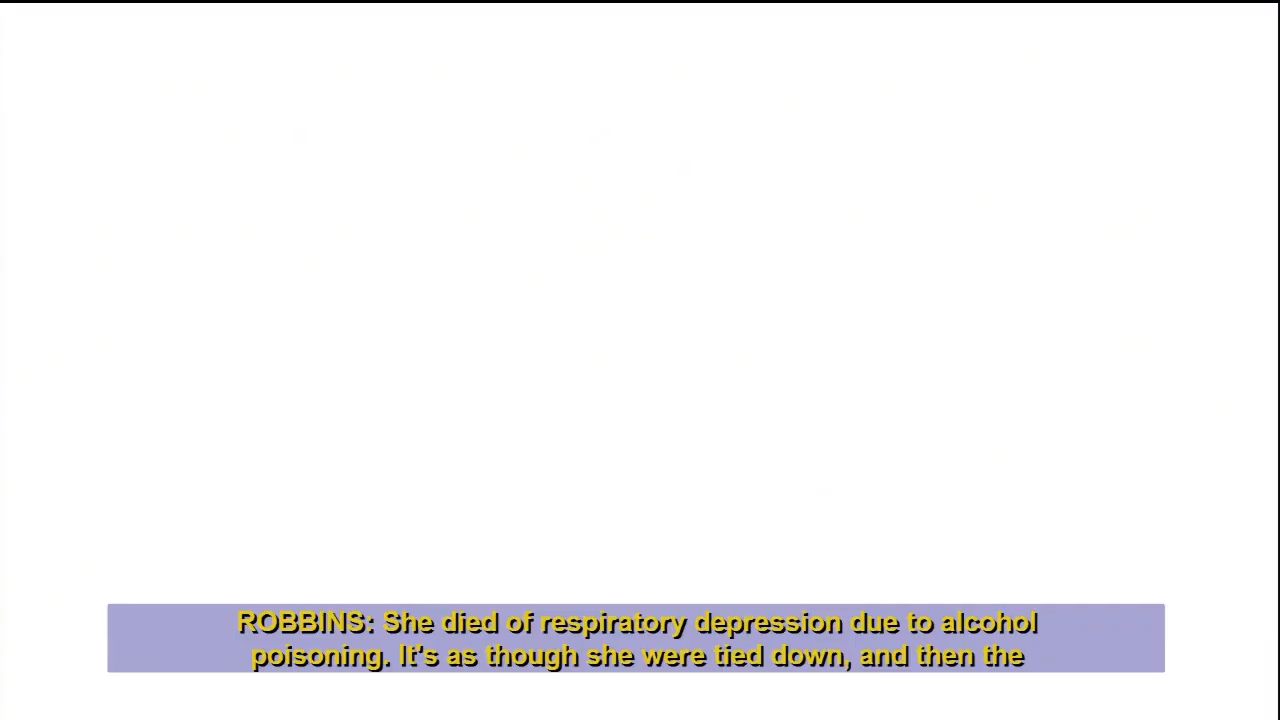 ROBBINS: She died of respiratory depression due to alcohol
poisoning. It's as though she were tied down, and then the